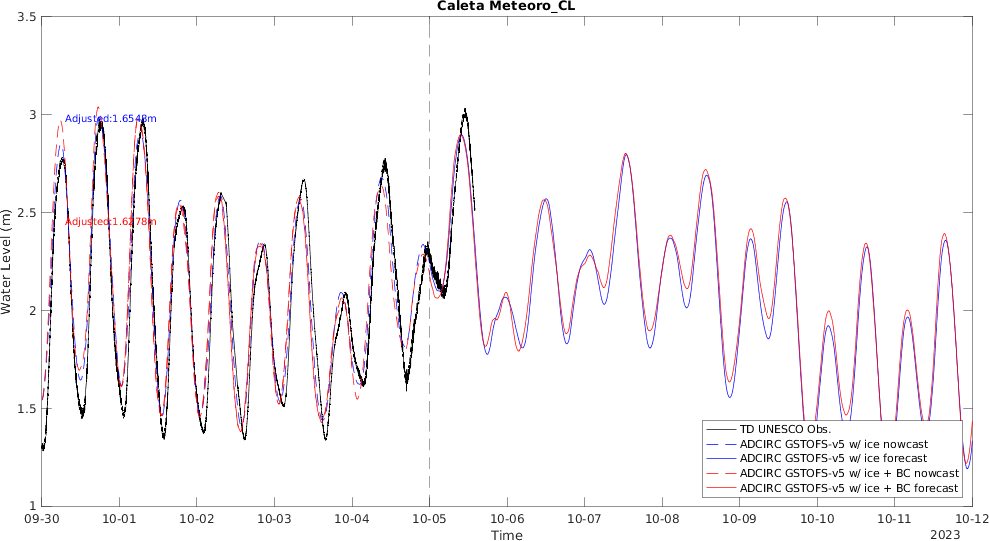 Caleta Meteoro_CL
3.5
3
2.5
2
1.5
1
Water Level (m)
Adjusted:1.6548m
Adjusted:1.6278m
TD UNESCO Obs.
ADCIRC GSTOFS-v5 w/ ice nowcast
ADCIRC GSTOFS-v5 w/ ice forecast
ADCIRC GSTOFS-v5 w/ ice + BC nowcast
ADCIRC GSTOFS-v5 w/ ice + BC forecast
09-30 10-01 10-02 10-03 10-04 10-05 10-06 10-07 10-08 10-09 10-10 10-11 10-12
Time
2023